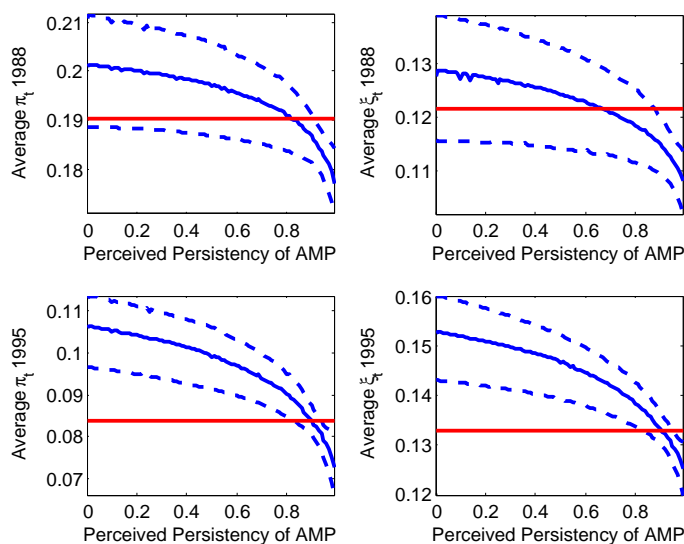 Average π_t 1988
0.21
0.2
0.19
0.18
0 0.2 0.4 0.6 0.8
Perceived Persistency of AMP
Average ξ_t 1988
0.13
0.12
0.11
0 0.2 0.4 0.6 0.8
Perceived Persistency of AMP
Average π_t 1995
0.11
0.1
0.09
0.08
0.07
0 0.2 0.4 0.6 0.8
Perceived Persistency of AMP
Average ξ_t 1995
0.16
0.15
0.14
0.13
0.12
0 0.2 0.4 0.6 0.8
Perceived Persistency of AMP